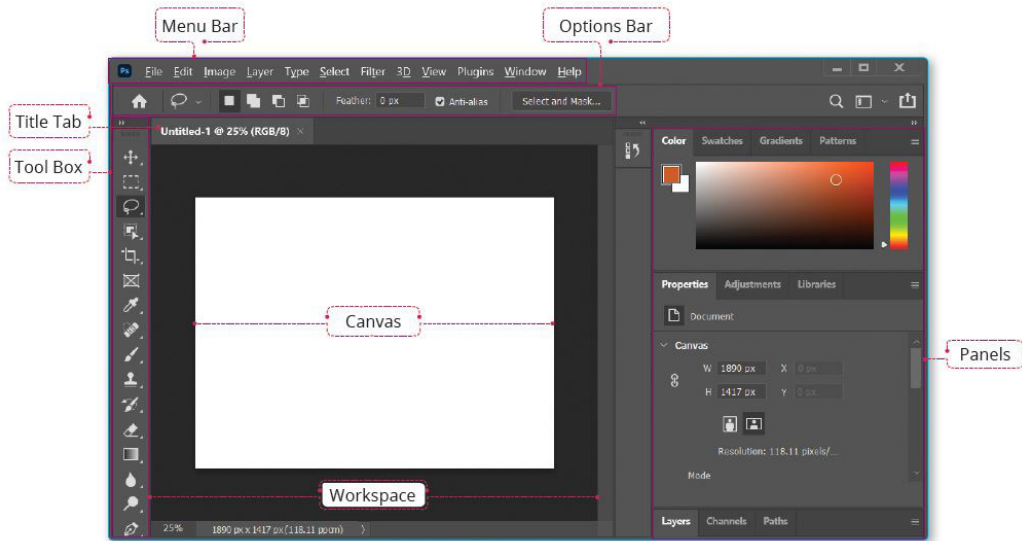 Menu Bar
Options Bar
Ps File Edit Image Layer Type Select Filter 3D View Plugins Window Help
Feather: 0 px Anti-alias Select and Mask...
Title Tab
Untitled-1 @ 25% (RGB/8) ×
Tool Box
Color Swatches Gradients Patterns
Properties Adjustments Libraries
Document
Canvas
Canvas
W 1890 px X 0 px
H 1417 px Y 0 px
Panels
Resolution: 118.11 pixels/...
Mode
Workspace
25% 1890 px x 1417 px (118.11 ppcm)
Layers Channels Paths